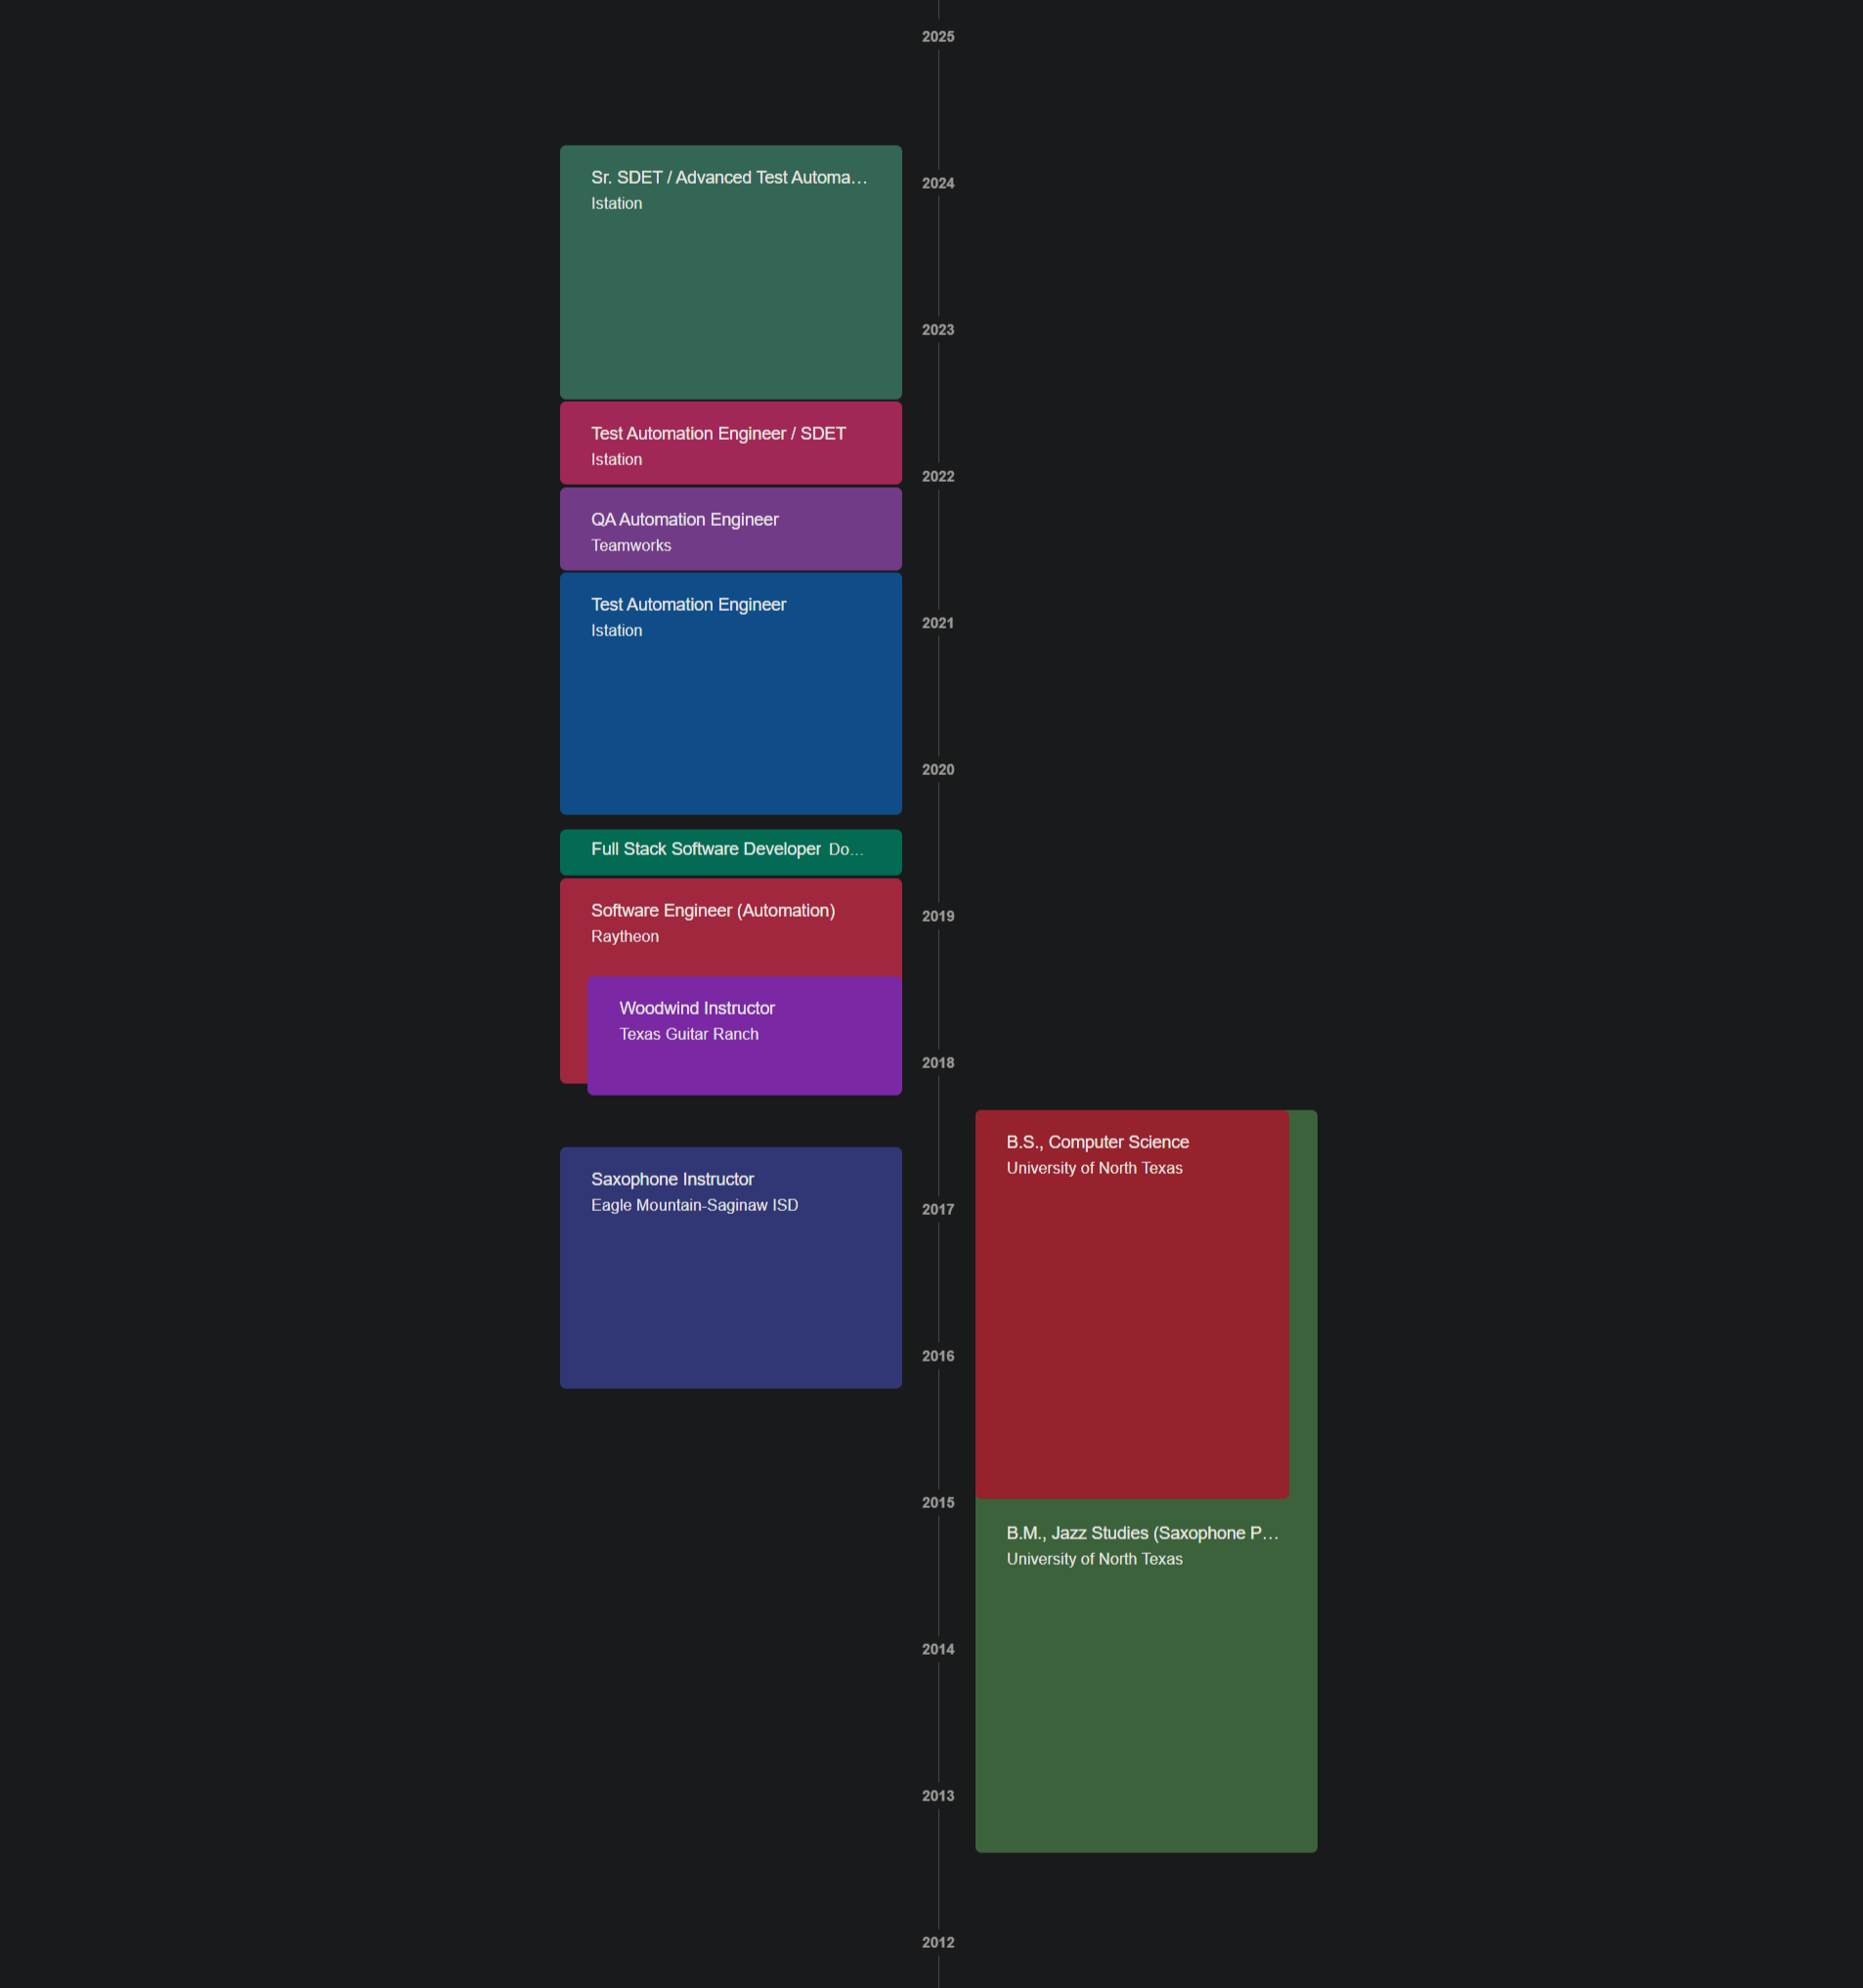 2025
Sr. SDET / Advanced Test Automa…
Istation
2024
2023
Test Automation Engineer / SDET
Istation
2022
QA Automation Engineer
Teamworks
Test Automation Engineer
Istation
2021
2020
Full Stack Software Developer Do…
Software Engineer (Automation)
Raytheon
2019
Woodwind Instructor
Texas Guitar Ranch
2018
B.S., Computer Science
University of North Texas
Saxophone Instructor
Eagle Mountain-Saginaw ISD
2017
2016
2015
B.M., Jazz Studies (Saxophone P…
University of North Texas
2014
2013
2012